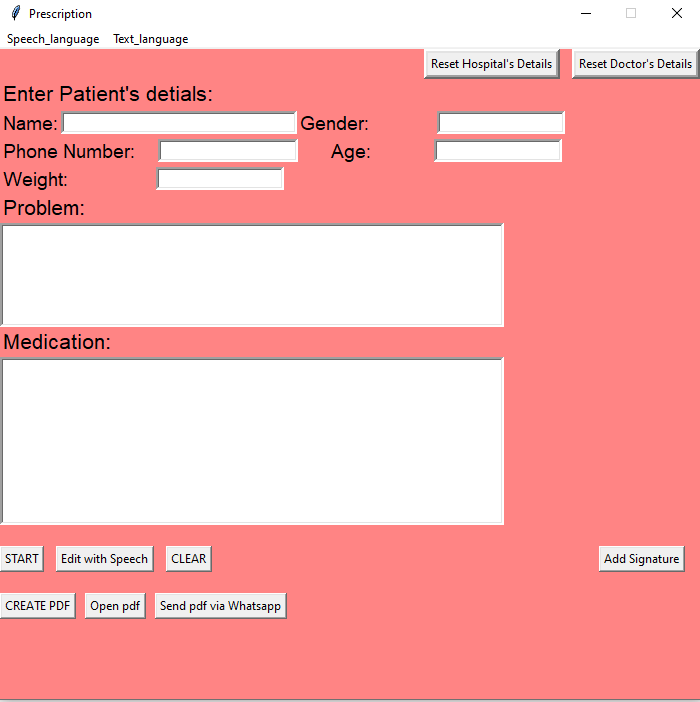 Prescription
Speech_language Text_language
Reset Hospital's Details Reset Doctor's Details
Enter Patient's detials:
Name: Gender:
Phone Number: Age:
Weight:
Problem:
Medication:
START Edit with Speech CLEAR Add Signature
CREATE PDF Open pdf Send pdf via Whatsapp